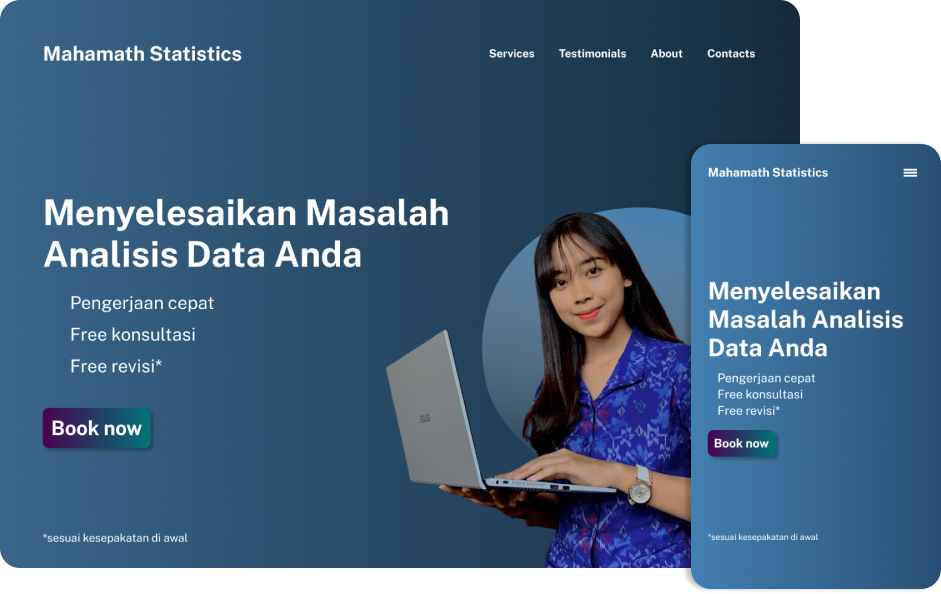 Mahamath Statistics
Services Testimonials About Contacts
Menyelesaikan Masalah
Analisis Data Anda
Pengerjaan cepat
Free konsultasi
Free revisi*
Book now
*sesuai kesepakatan di awal
ASUS
Mahamath Statistics
Menyelesaikan
Masalah Analisis
Data Anda
Pengerjaan cepat
Free konsultasi
Free revisi*
Book now
*sesuai kesepakatan di awal